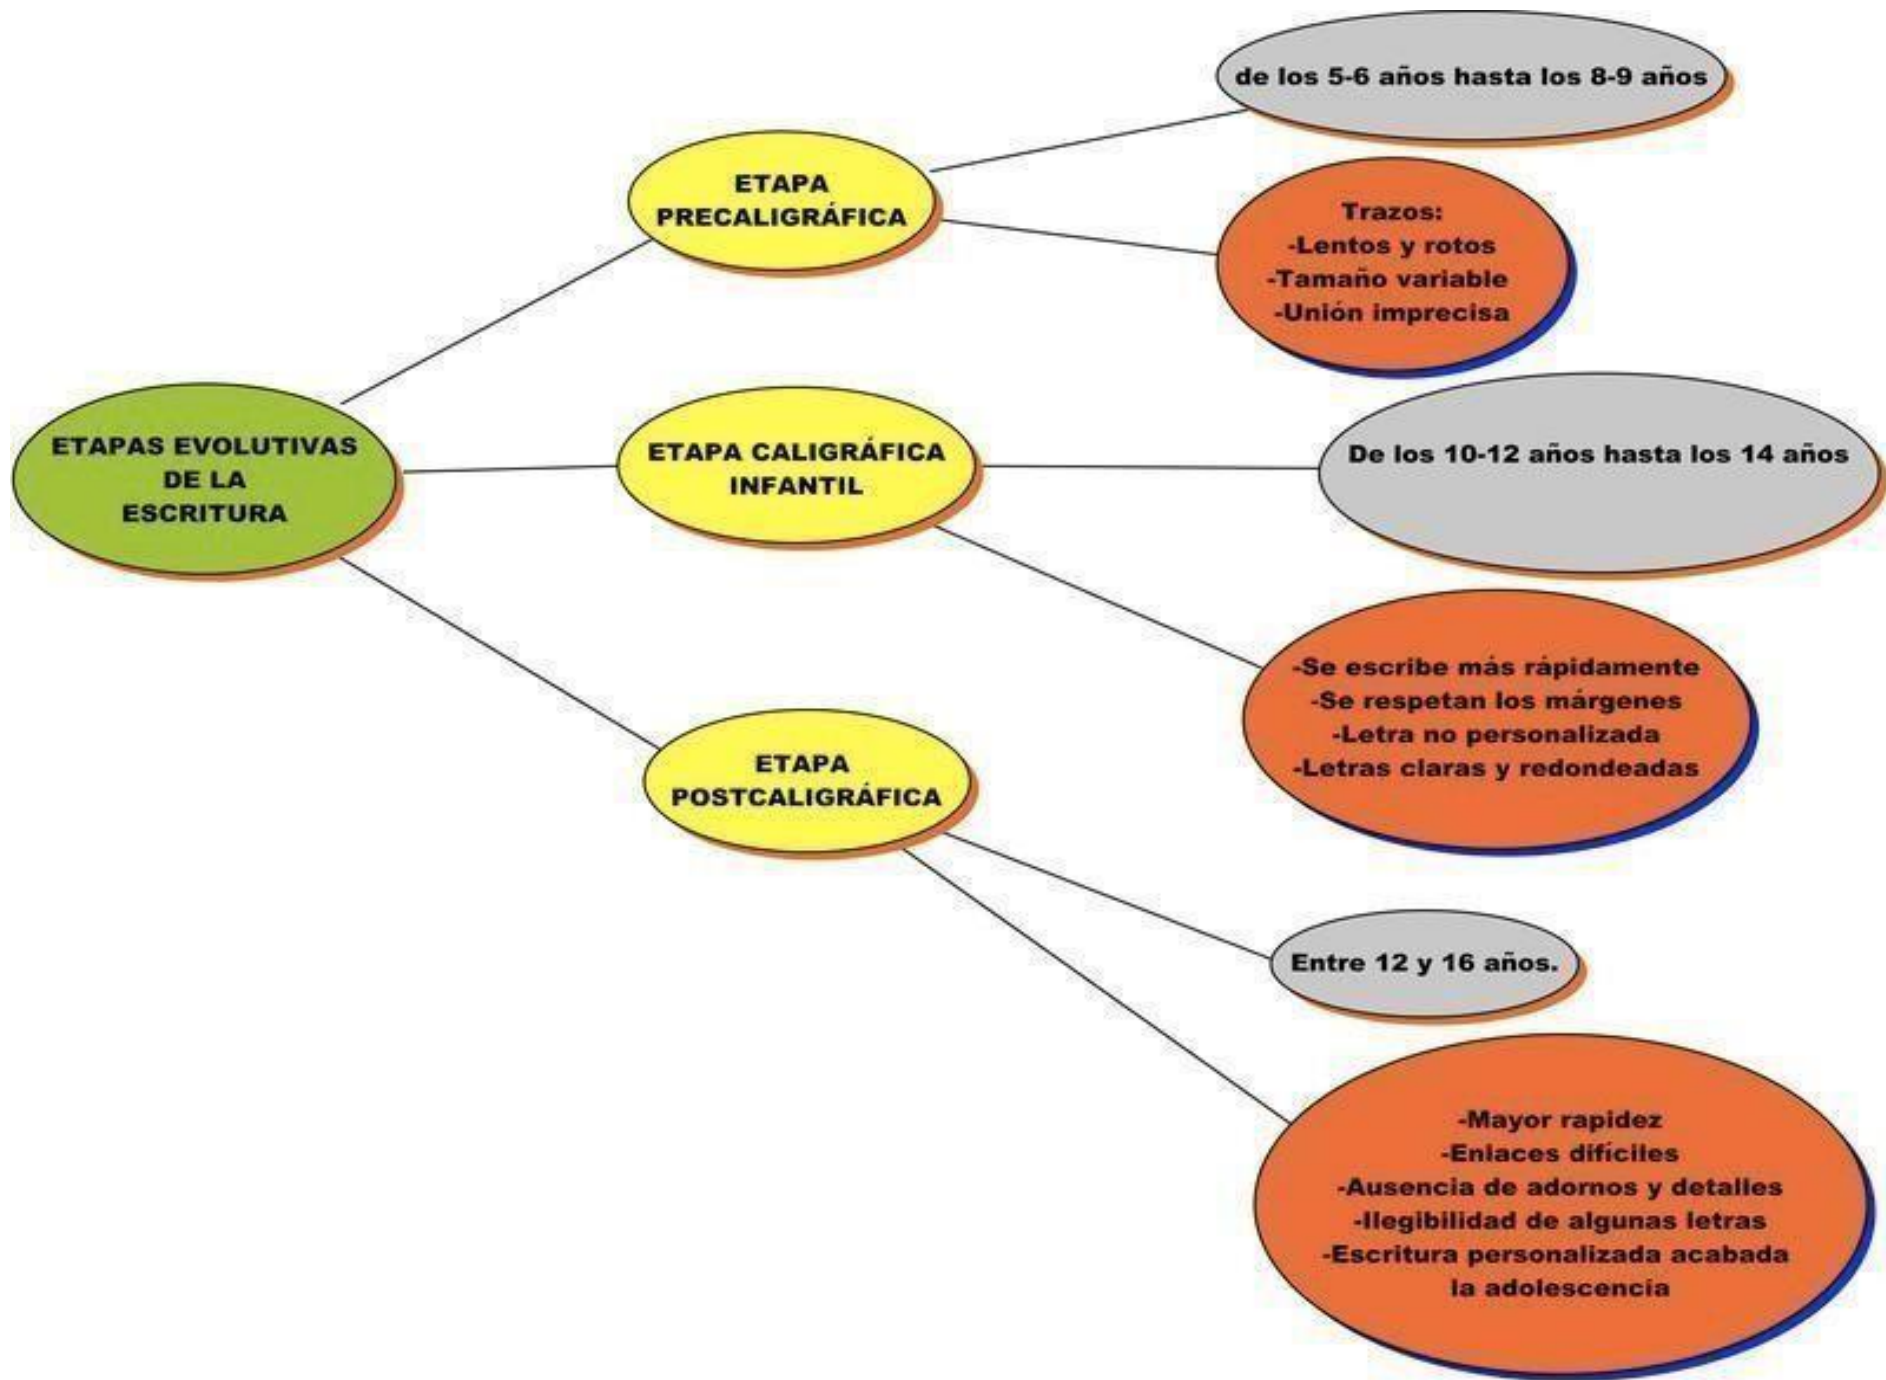 ETAPAS EVOLUTIVAS
DE LA
ESCRITURA
ETAPA
PRECALIGRÁFICA
de los 5-6 años hasta los 8-9 años
Trazos:
-Lentos y rotos
-Tamaño variable
-Unión imprecisa
ETAPA CALIGRÁFICA
INFANTIL
De los 10-12 años hasta los 14 años
-Se escribe más rápidamente
-Se respetan los márgenes
-Letra no personalizada
-Letras claras y redondeadas
ETAPA
POSTCALIGRÁFICA
Entre 12 y 16 años.
-Mayor rapidez
-Enlaces difíciles
-Ausencia de adornos y detalles
-Ilegibilidad de algunas letras
-Escritura personalizada acabada
la adolescencia